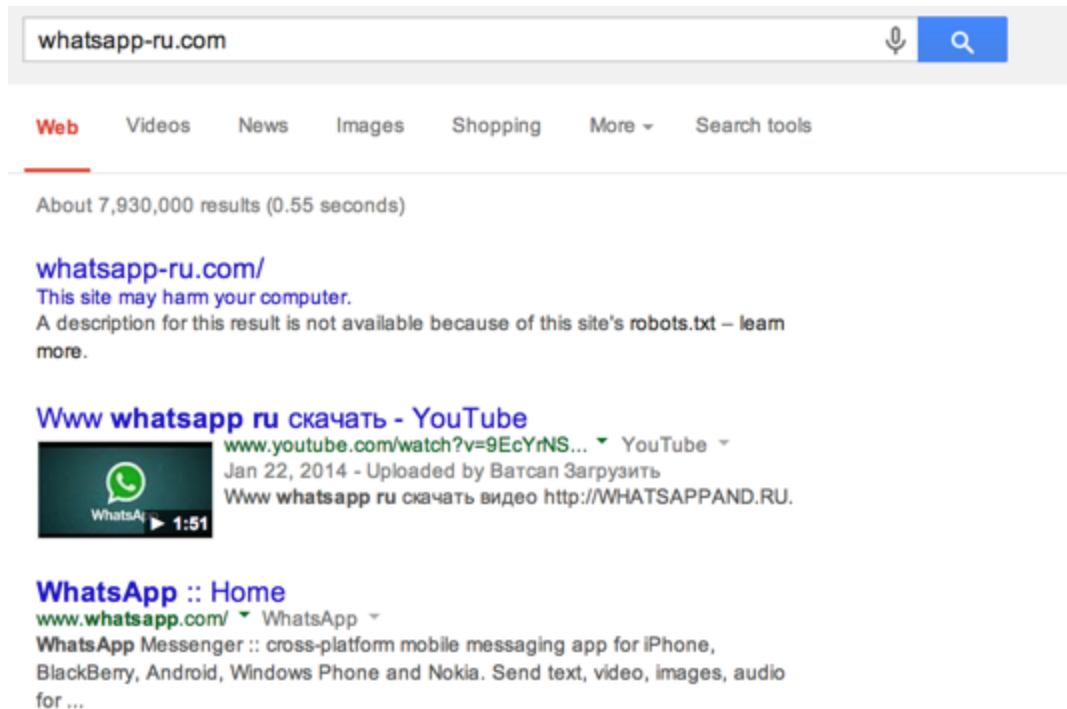 whatsapp-ru.com
Web Videos News Images Shopping More Search tools
About 7,930,000 results (0.55 seconds)
whatsapp-ru.com/
This site may harm your computer.
A description for this result is not available because of this site's robots.txt – learn
more.
Www whatsapp ru скачать - YouTube
www.youtube.com/watch?v=9EcYrNS... YouTube
Jan 22, 2014 - Uploaded by Ватсап Загрузить
Www whatsapp ru скачать видео http://WHATSAPPAND.RU.
WhatsApp
1:51
WhatsApp :: Home
www.whatsapp.com/ WhatsApp
WhatsApp Messenger :: cross-platform mobile messaging app for iPhone,
BlackBerry, Android, Windows Phone and Nokia. Send text, video, images, audio
for ...